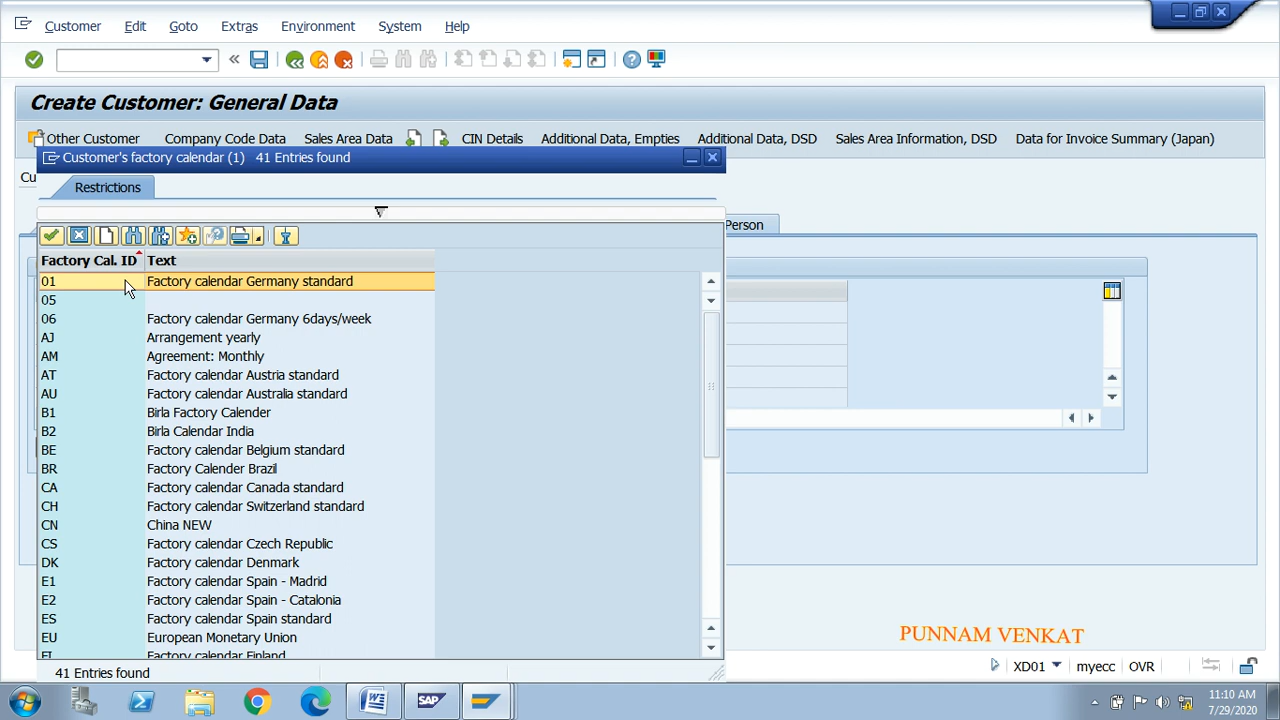 Customer Edit Goto Extras Environment System Help
Create Customer: General Data
Other Customer Company Code Data Sales Area Data CIN Details Additional Data, Empties Additional Data, DSD Sales Area Information, DSD Data for Invoice Summary (Japan)
Customer's factory calendar (1) 41 Entries found
Cu
Restrictions
Person
Factory Cal. ID Text
01 Factory calendar Germany standard
05
06 Factory calendar Germany 6days/week
AJ Arrangement yearly
AM Agreement: Monthly
AT Factory calendar Austria standard
AU Factory calendar Australia standard
B1 Birla Factory Calender
B2 Birla Calendar India
BE Factory calendar Belgium standard
BR Factory Calender Brazil
CA Factory calendar Canada standard
CH Factory calendar Switzerland standard
CN China NEW
CS Factory calendar Czech Republic
DK Factory calendar Denmark
E1 Factory calendar Spain - Madrid
E2 Factory calendar Spain - Catalonia
ES Factory calendar Spain standard
EU European Monetary Union
FI Factory calendar Finland
PUNNAM VENKAT
41 Entries found
XD01 myecc OVR
SAP
11:10 AM
7/29/2020